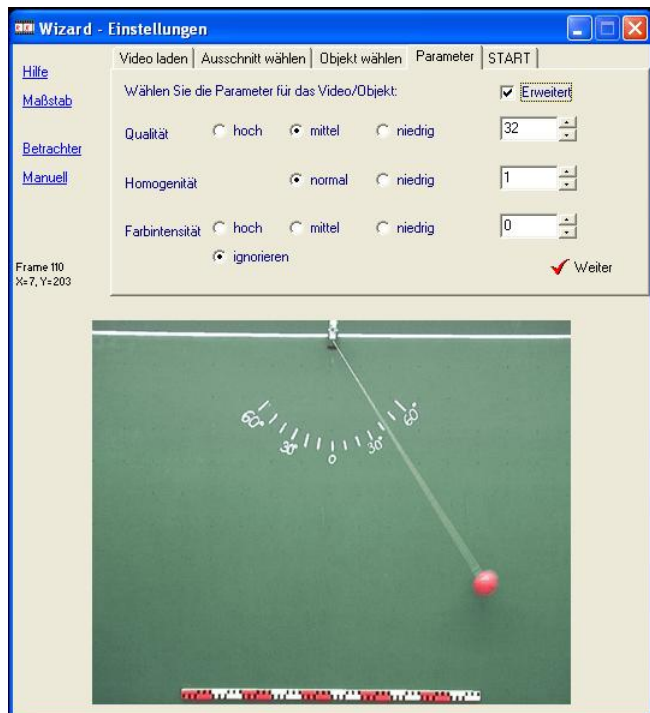 Wizard - Einstellungen
Hilfe
Maßstab
Betrachter
Manuell
Frame 110
X=7, Y=203
Video laden Ausschnitt wählen Objekt wählen Parameter START
Wählen Sie die Parameter für das Video/Objekt: Erweitert
Qualität hoch mittel niedrig 32
Homogenität normal niedrig 1
Farbintensität hoch mittel niedrig 0
ignorieren
Weiter
60° 30° 0 30° 60°